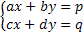 ax + by = p
cx + dy = q